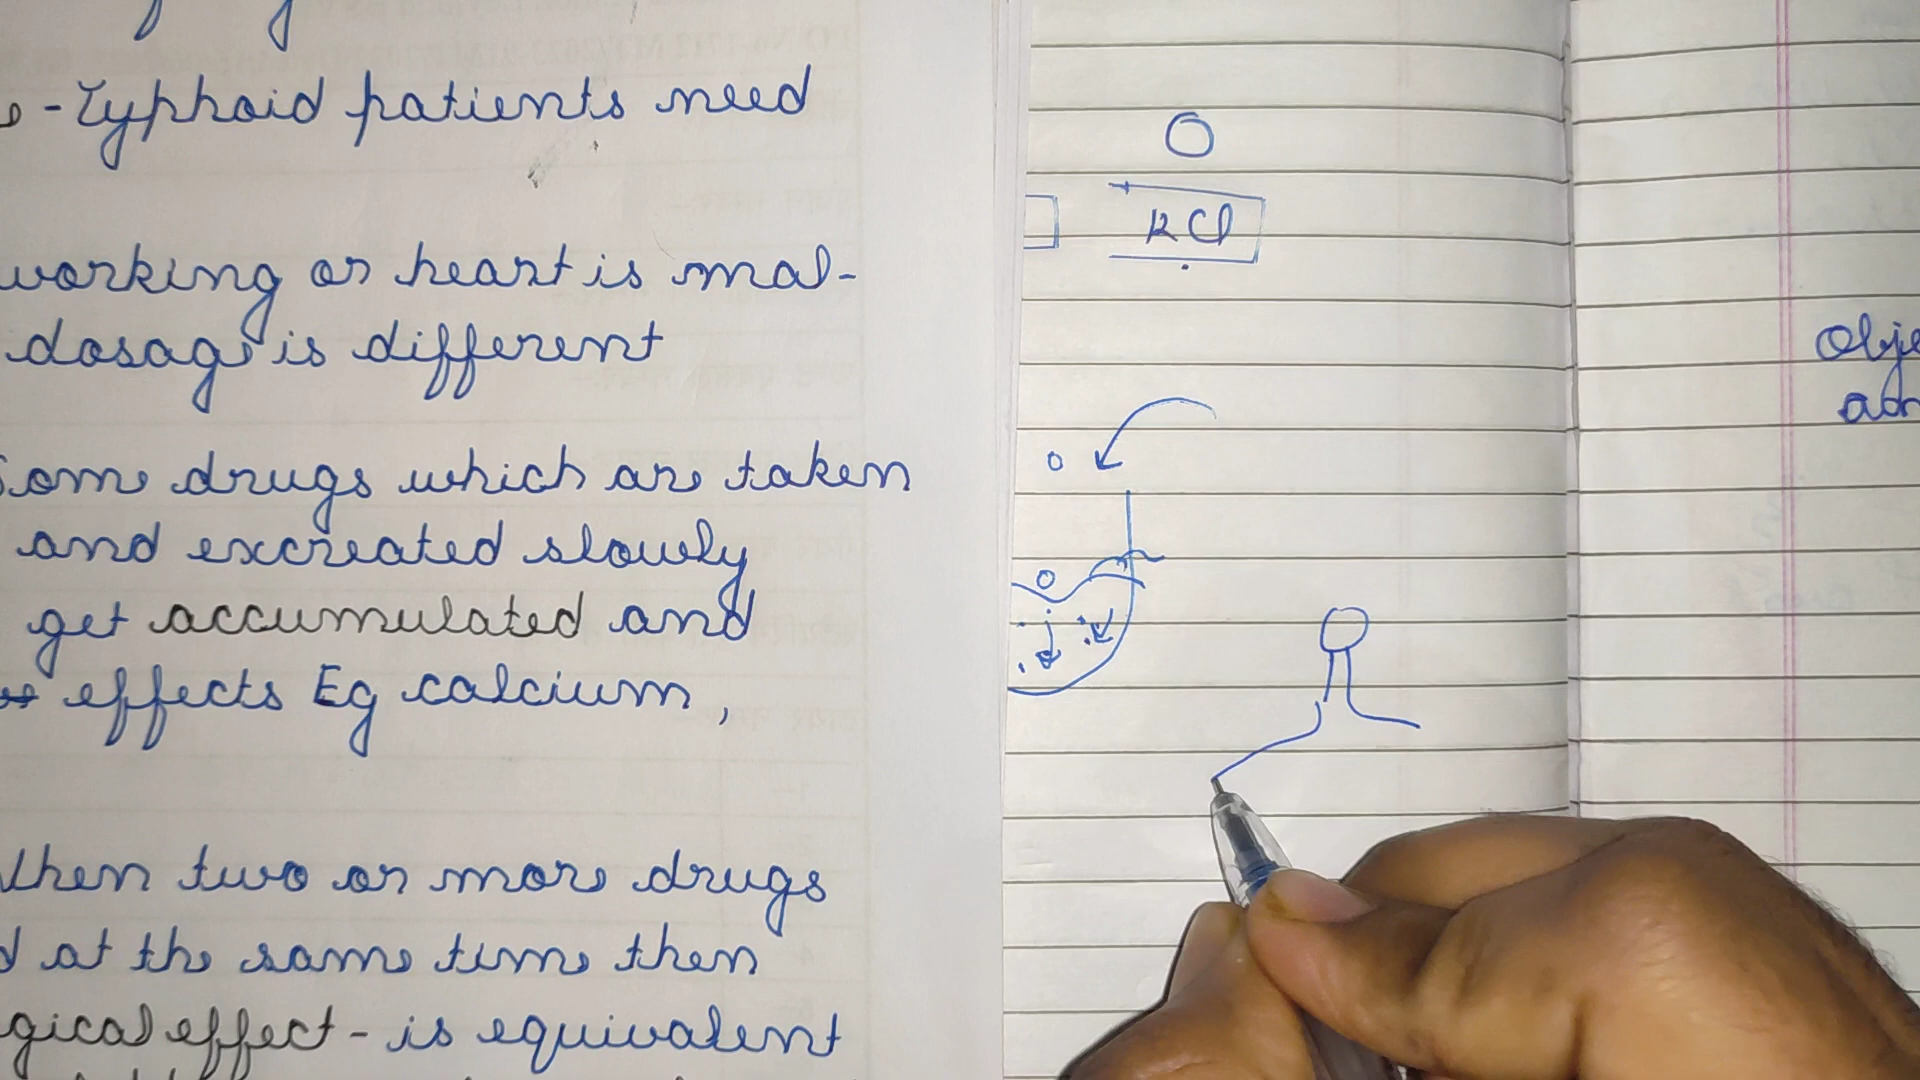 - Typhoid patients need
working or heart is mal-
dosage is different
Some drugs which are taken
and excreated slowly
get accumulated and
effects Eg calcium,
When two or more drugs
at the same time then
gical effect - is equivalent
KCl
Obje